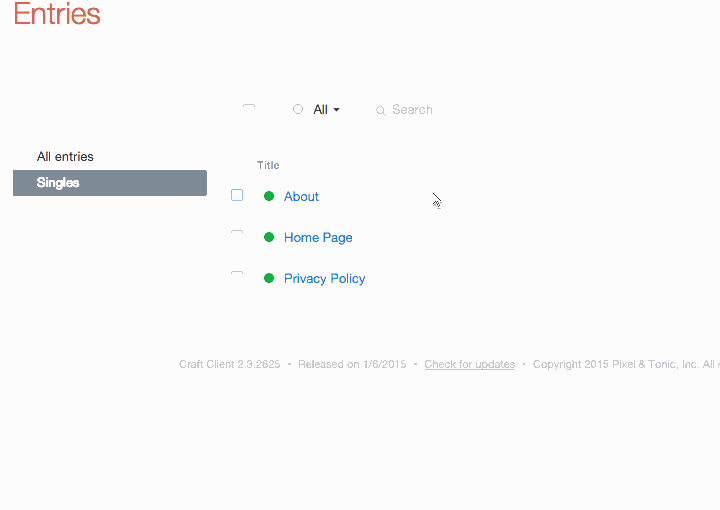 Entries
All Search
All entries
Singles
Title
About
Home Page
Privacy Policy
Craft Client 2.3.2625 • Released on 1/6/2015 • Check for updates • Copyright 2015 Pixel & Tonic, Inc. All